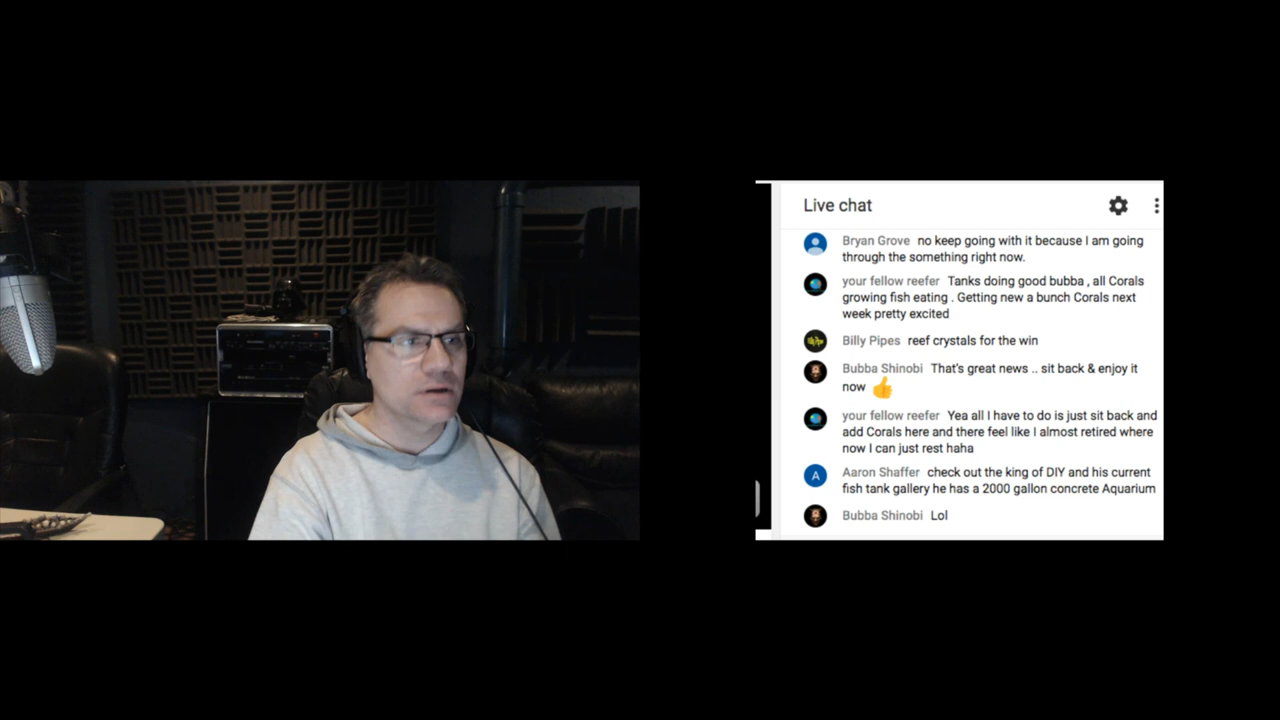 Live chat
Bryan Grove no keep going with it because I am going
through the something right now.
your fellow reefer Tanks doing good bubba , all Corals
growing fish eating . Getting new a bunch Corals next
week pretty excited
Billy Pipes reef crystals for the win
Bubba Shinobi That's great news .. sit back & enjoy it
now 👍
your fellow reefer Yea all I have to do is just sit back and
add Corals here and there feel like I almost retired where
now I can just rest haha
A Aaron Shaffer check out the king of DIY and his current
fish tank gallery he has a 2000 gallon concrete Aquarium
Bubba Shinobi Lol